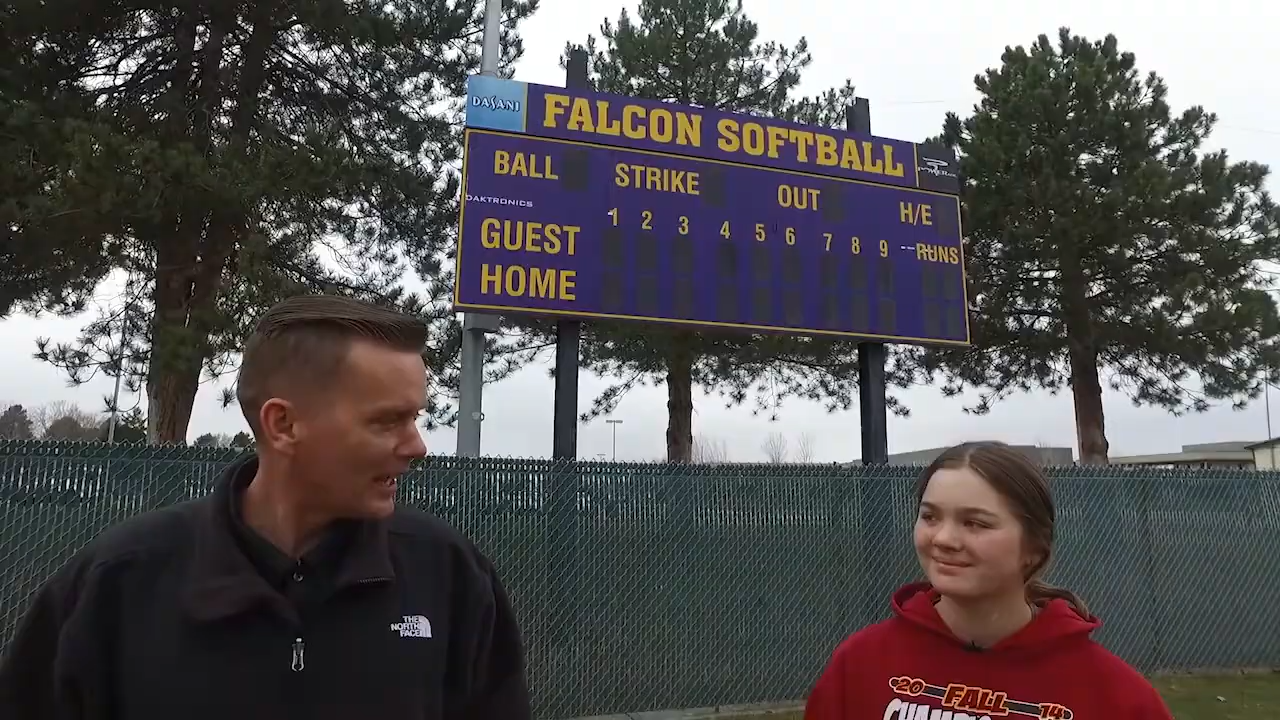 DASANI
FALCON SOFTBALL
POWERADE
BALL STRIKE OUT H/E
DAKTRONICS
1 2 3 4 5 6 7 8 9 RUNS
GUEST
HOME
THE
NORTH
FACE
20 FALL 14